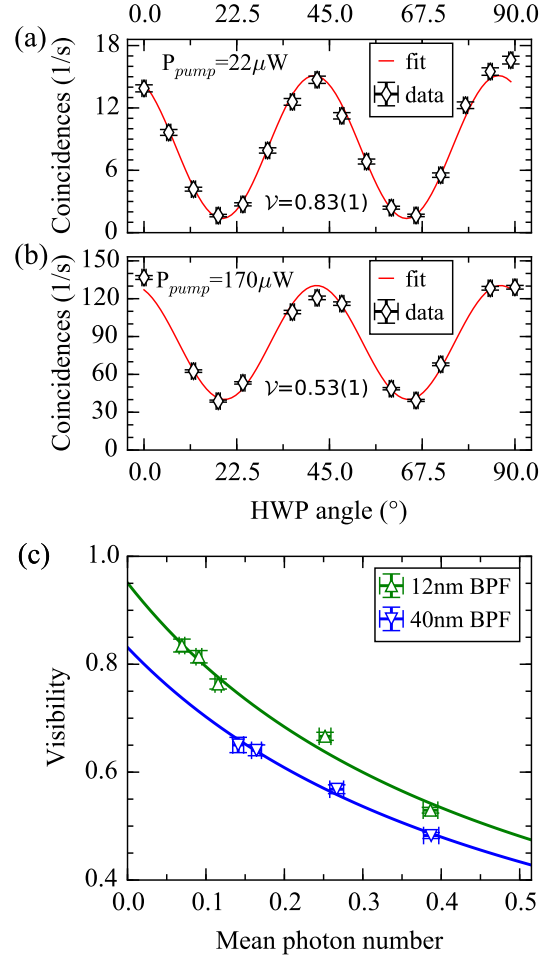 0.0 22.5 45.0 67.5 90.0
(a)
18
12
6
0
Coincidences (1/s)
P_pump=22μW
fit
data
𝒱=0.83(1)
(b)
150
120
90
60
30
0
Coincidences (1/s)
P_pump=170μW
fit
data
𝒱=0.53(1)
0.0 22.5 45.0 67.5 90.0
HWP angle (°)
(c)
1.0
0.8
0.6
0.4
Visibility
12nm BPF
40nm BPF
0.0 0.1 0.2 0.3 0.4 0.5
Mean photon number